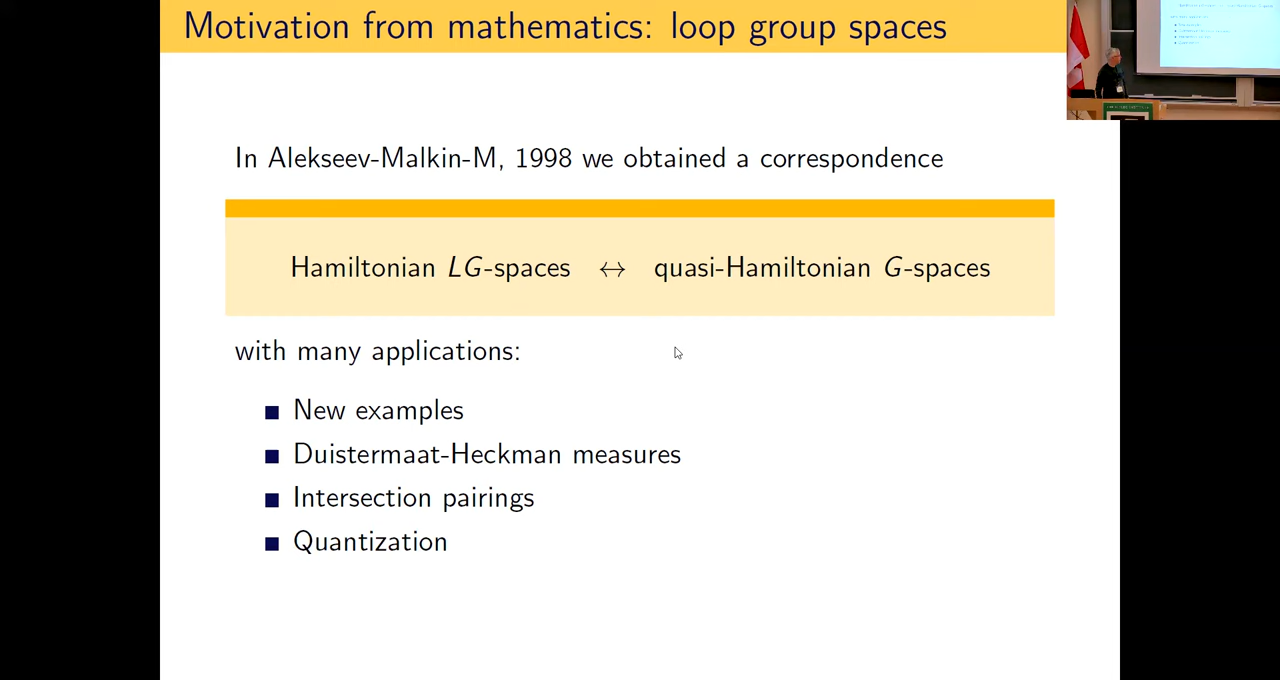 Motivation from mathematics: loop group spaces
In Alekseev-Malkin-M, 1998 we obtained a correspondence
Hamiltonian LG-spaces ↔ quasi-Hamiltonian G-spaces
with many applications:
■ New examples
■ Duistermaat-Heckman measures
■ Intersection pairings
■ Quantization